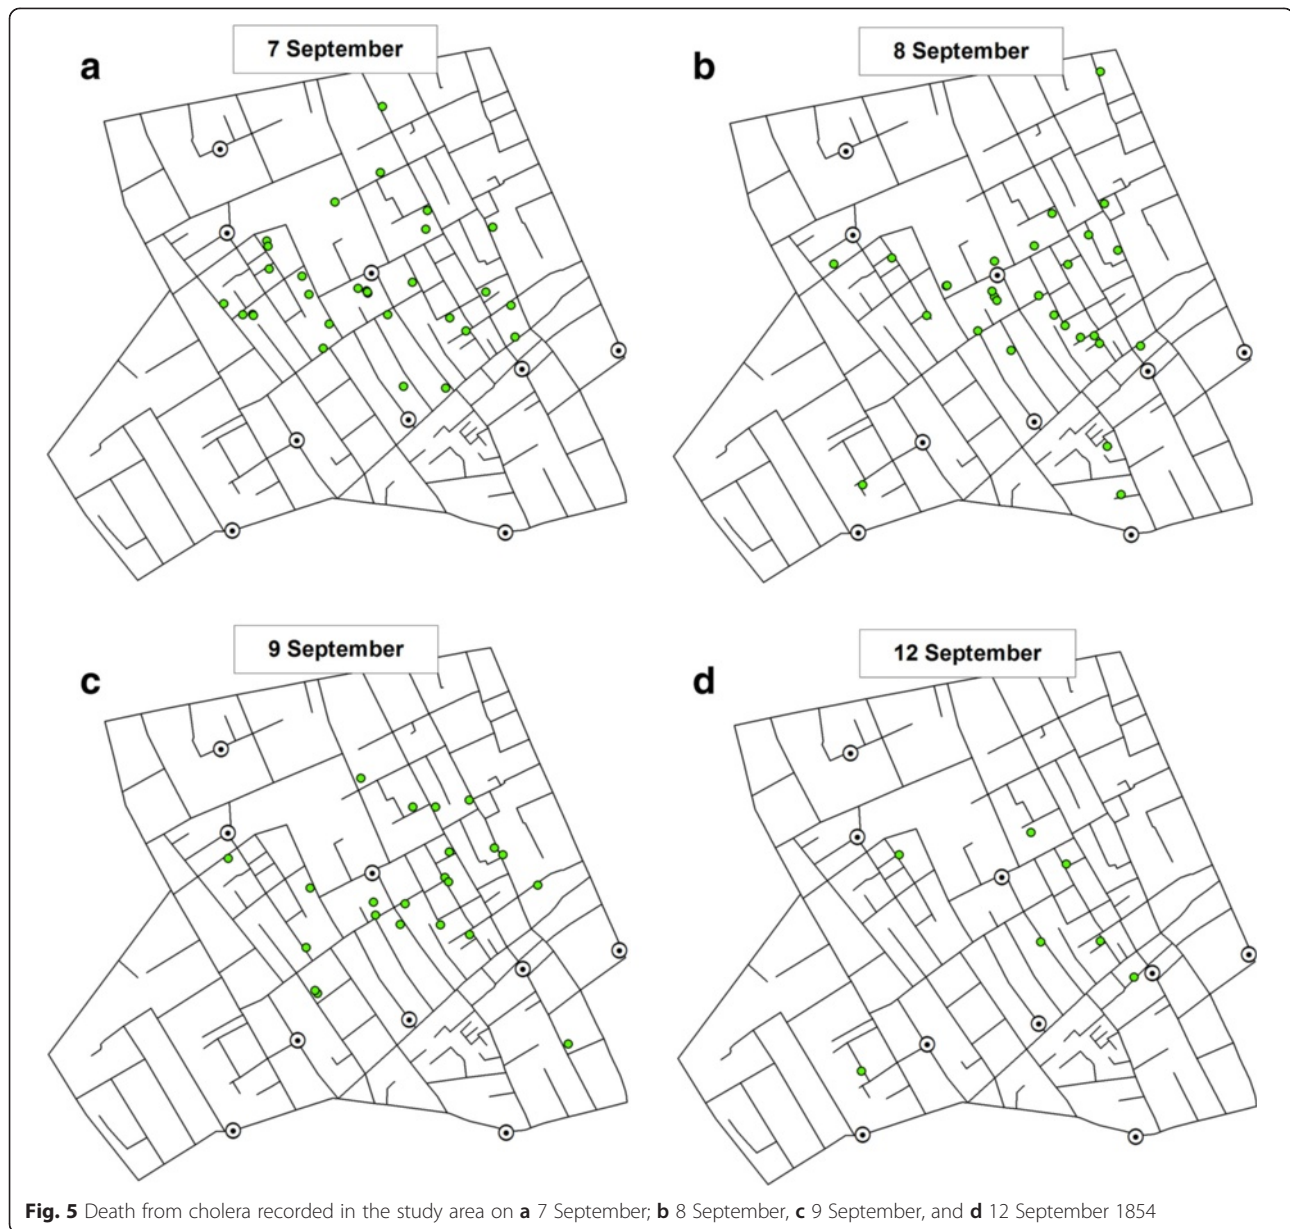 a
7 September
b
8 September
c
9 September
d
12 September
Fig. 5 Death from cholera recorded in the study area on a 7 September; b 8 September, c 9 September, and d 12 September 1854